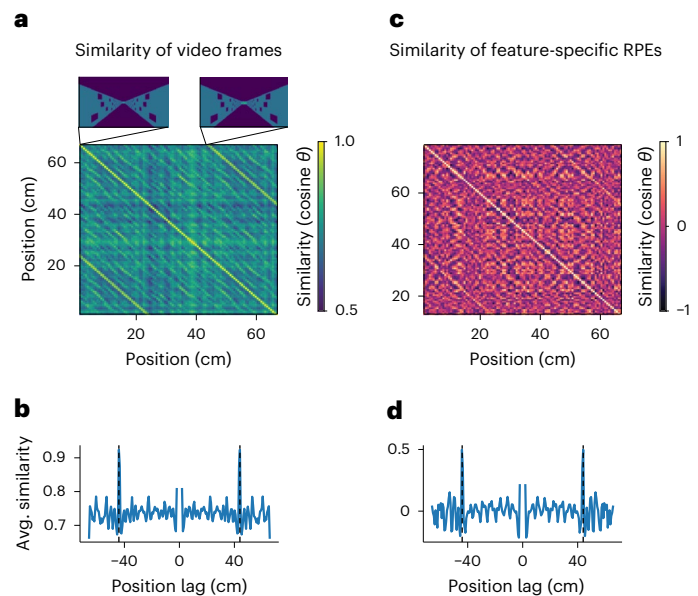 a
Similarity of video frames
60
40
20
Position (cm)
20
40
60
Position (cm)
1.0
0.5
Similarity (cosine θ)
c
Similarity of feature-specific RPEs
60
40
20
20
40
60
Position (cm)
1
0
−1
Similarity (cosine θ)
b
0.9
0.8
0.7
Avg. similarity
−40
0
40
Position lag (cm)
d
0.5
0
−40
0
40
Position lag (cm)